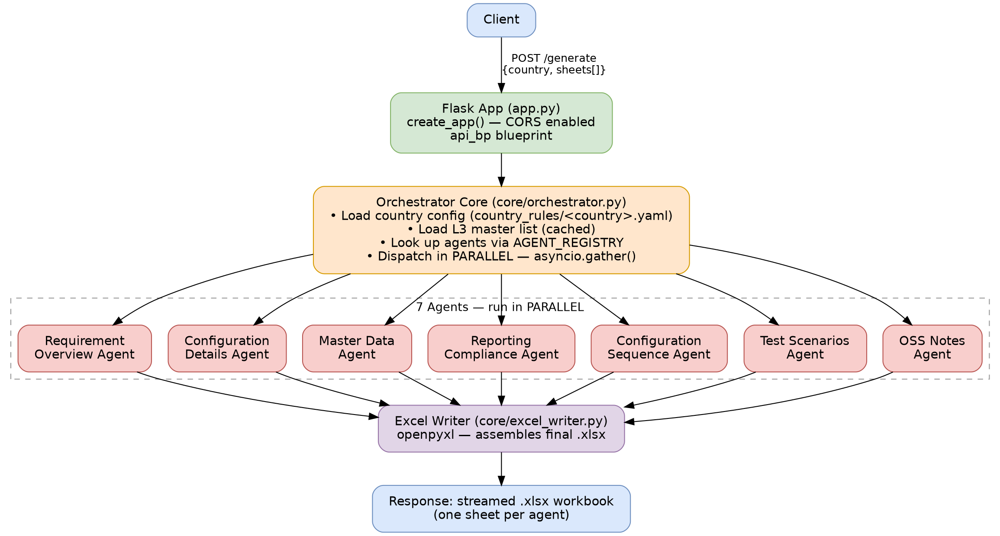 Client
POST /generate
{country, sheets[]}
Flask App (app.py)
create_app() — CORS enabled
api_bp blueprint
Orchestrator Core (core/orchestrator.py)
• Load country config (country_rules/<country>.yaml)
• Load L3 master list (cached)
• Look up agents via AGENT_REGISTRY
• Dispatch in PARALLEL — asyncio.gather()
7 Agents — run in PARALLEL
Requirement
Overview Agent
Configuration
Details Agent
Master Data
Agent
Reporting
Compliance Agent
Configuration
Sequence Agent
Test Scenarios
Agent
OSS Notes
Agent
Excel Writer (core/excel_writer.py)
openpyxl — assembles final .xlsx
Response: streamed .xlsx workbook
(one sheet per agent)